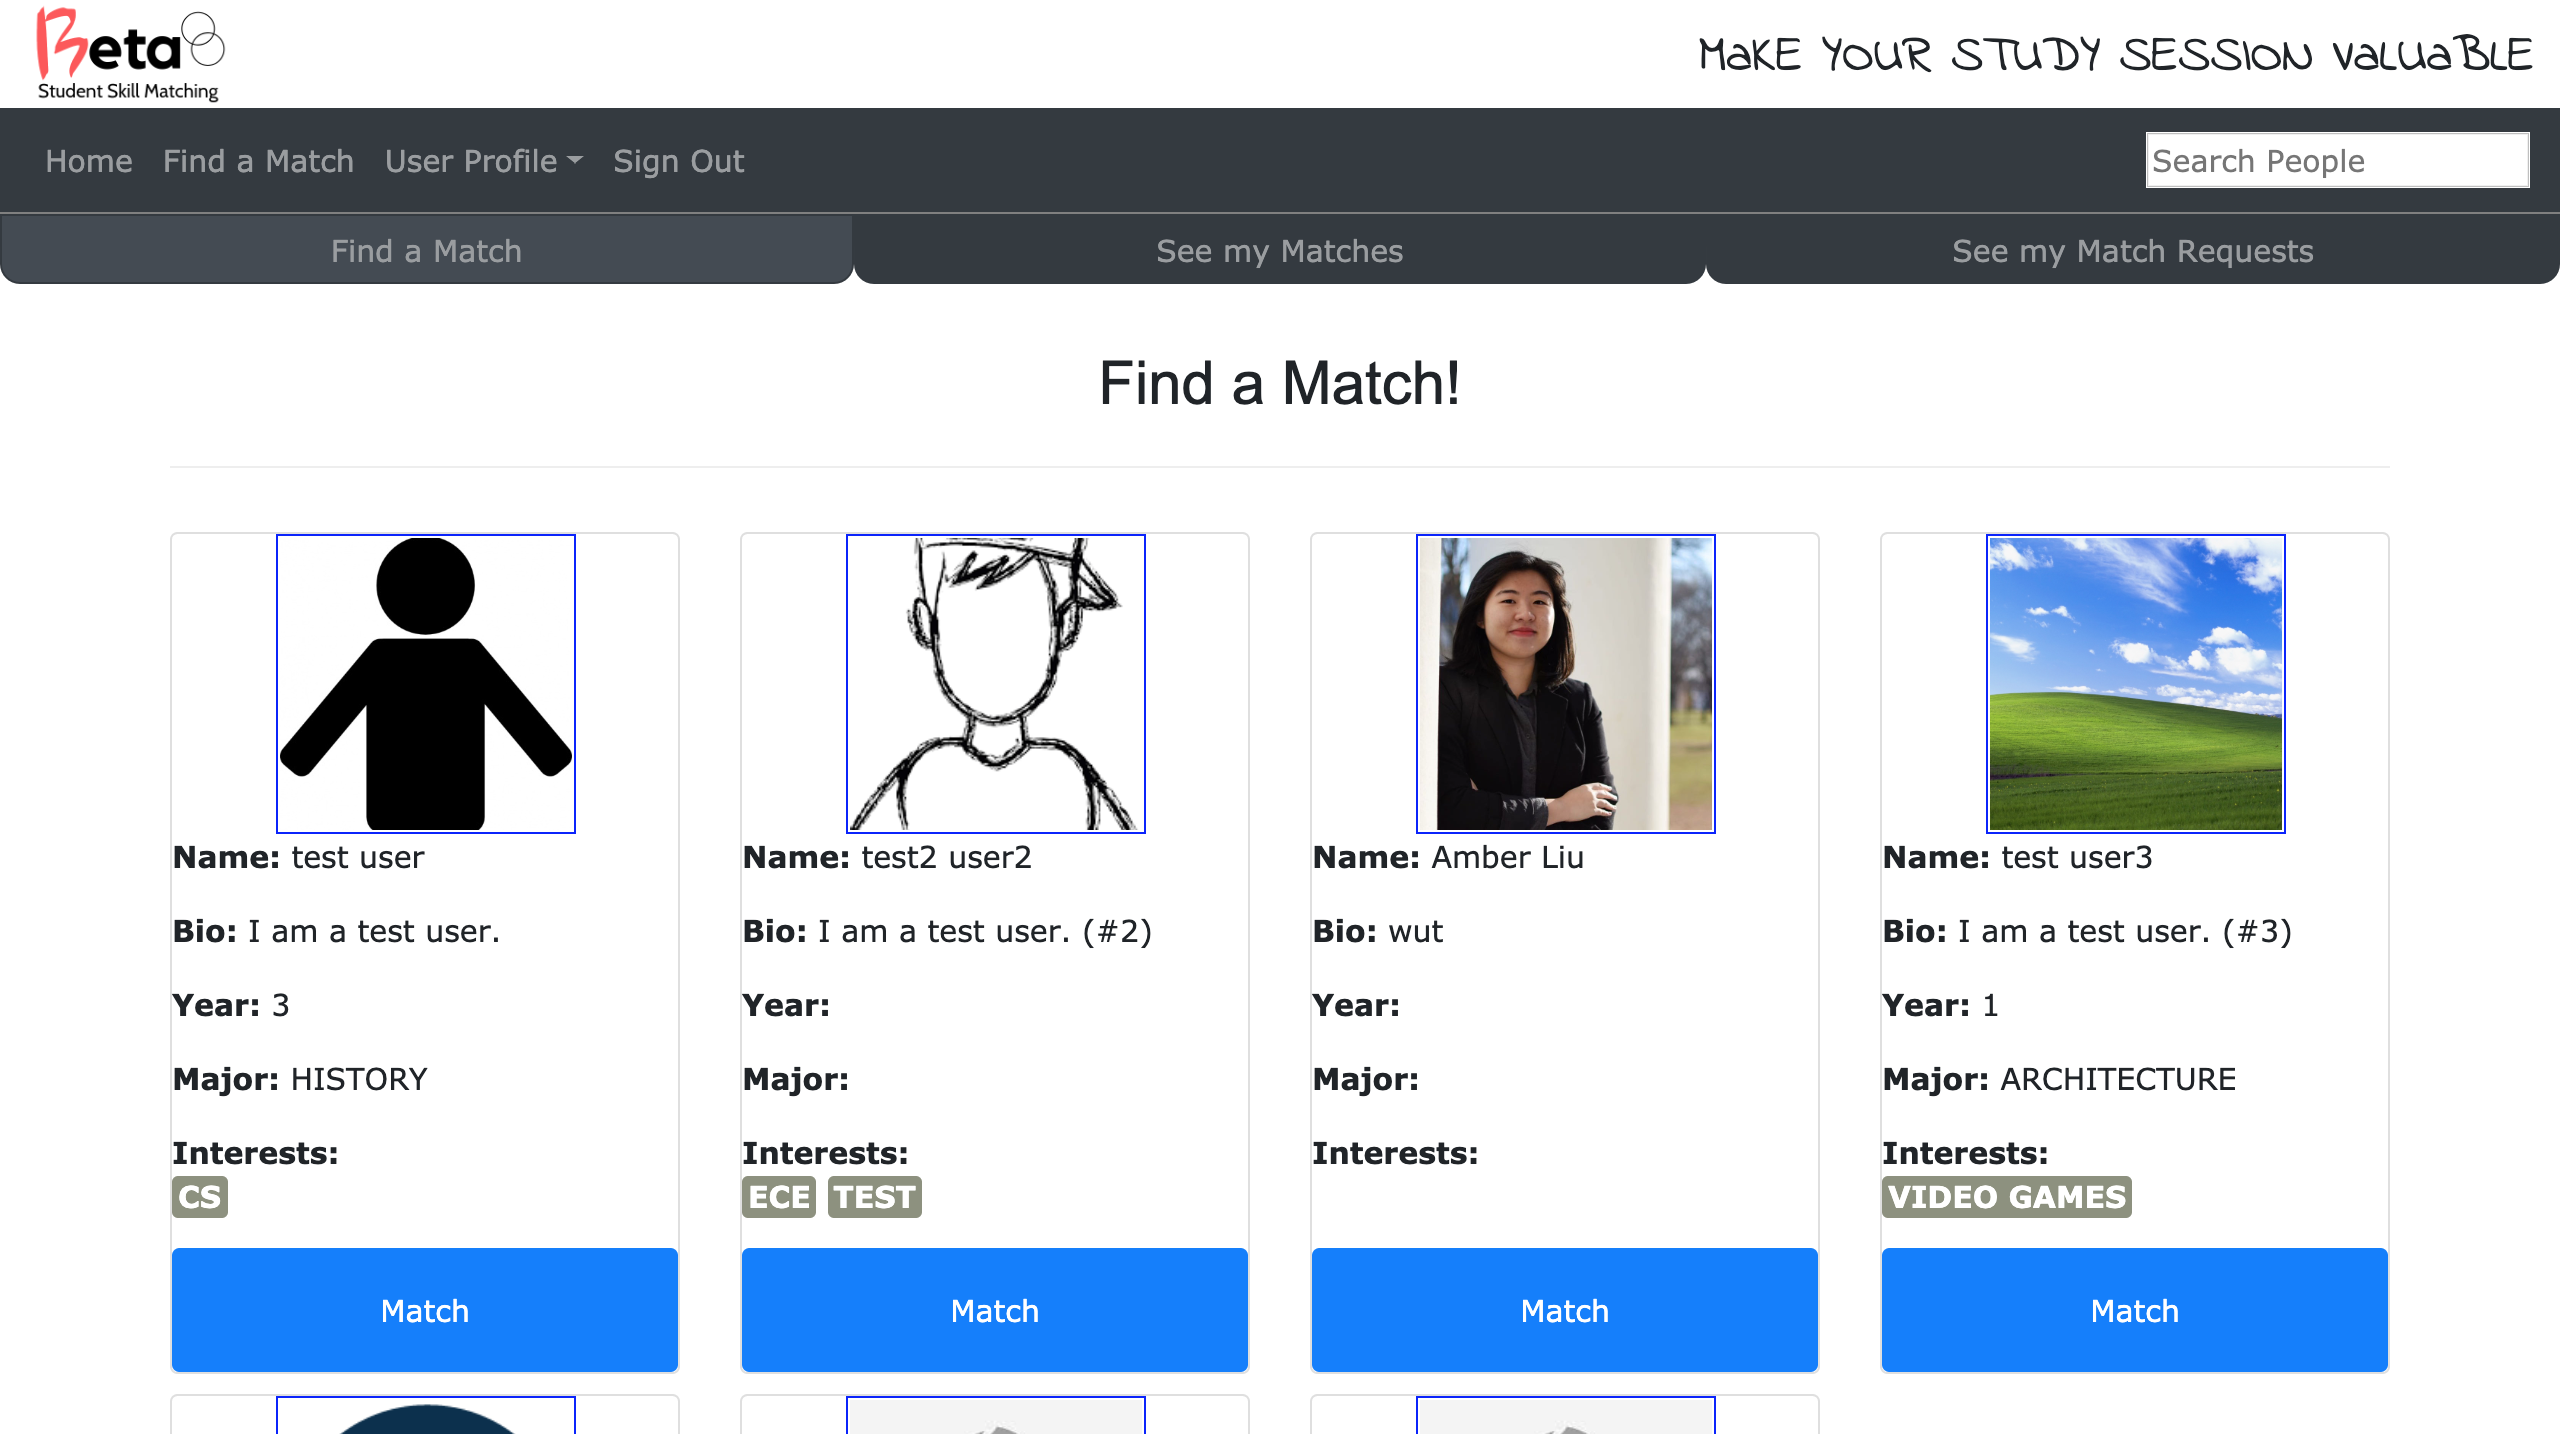 Beta
Student Skill Matching
MAKE YOUR STUDY SESSION VALUABLE
Home Find a Match User Profile Sign Out
Search People
Find a Match See my Matches See my Match Requests
Find a Match!
Name: test user
Bio: I am a test user.
Year: 3
Major: HISTORY
Interests:
CS
Match
Name: test2 user2
Bio: I am a test user. (#2)
Year:
Major:
Interests:
ECE TEST
Match
Name: Amber Liu
Bio: wut
Year:
Major:
Interests:
Match
Name: test user3
Bio: I am a test user. (#3)
Year: 1
Major: ARCHITECTURE
Interests:
VIDEO GAMES
Match